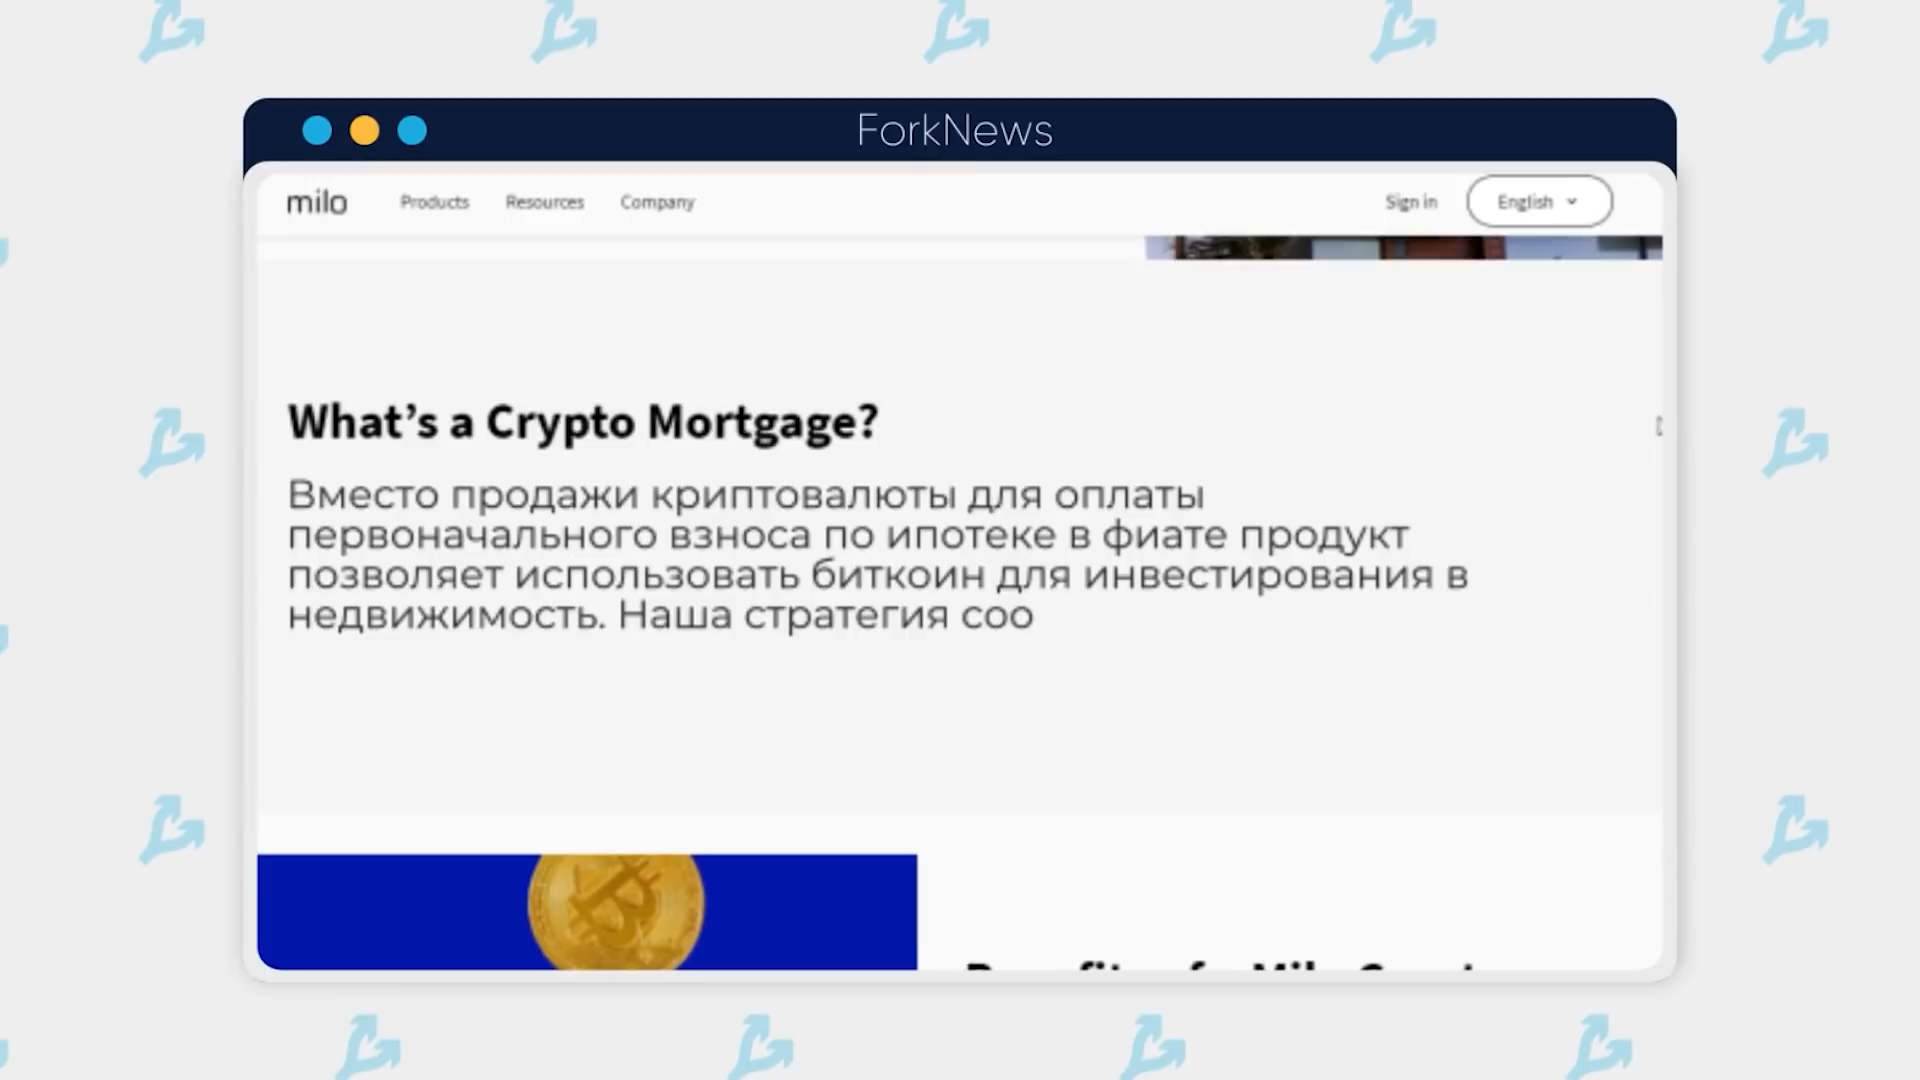 ForkNews
milo Products Resources Company Sign in English
What's a Crypto Mortgage?
Вместо продажи криптовалюты для оплаты
первоначального взноса по ипотеке в фиате продукт
позволяет использовать биткоин для инвестирования в
недвижимость. Наша стратегия соо